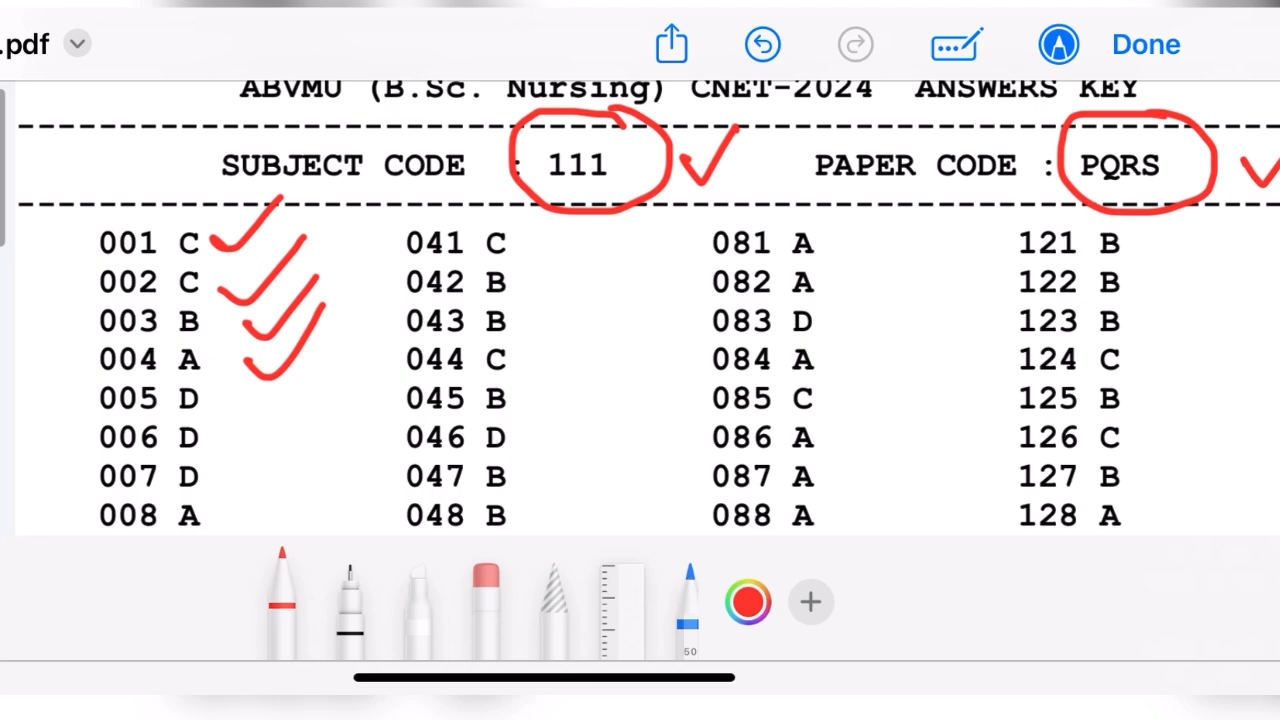 .pdf Done
ABVMU (B.Sc. Nursing) CNET-2024 ANSWERS KEY
SUBJECT CODE : 111 PAPER CODE : PQRS
001 C 041 C 081 A 121 B
002 C 042 B 082 A 122 B
003 B 043 B 083 D 123 B
004 A 044 C 084 A 124 C
005 D 045 B 085 C 125 B
006 D 046 D 086 A 126 C
007 D 047 B 087 A 127 B
008 A 048 B 088 A 128 A
50